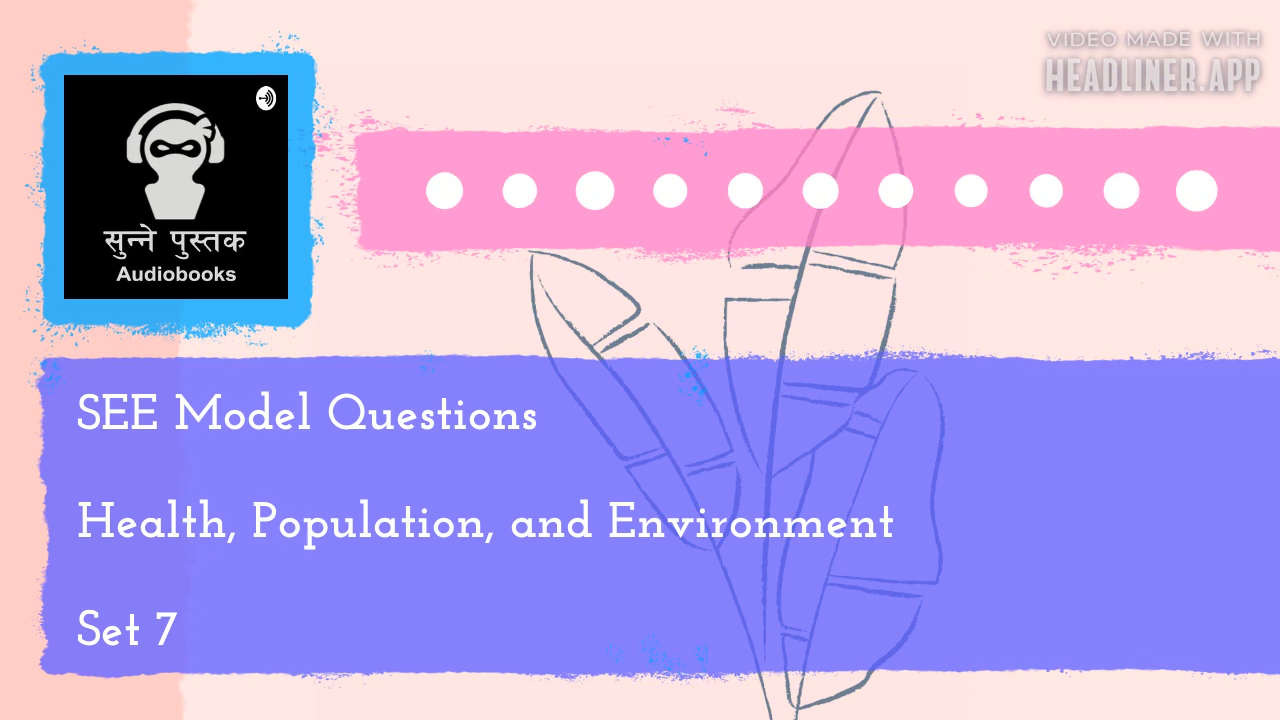 VIDEO MADE WITH
HEADLINER.APP
सुन्ने पुस्तक
Audiobooks
SEE Model Questions
Health, Population, and Environment
Set 7